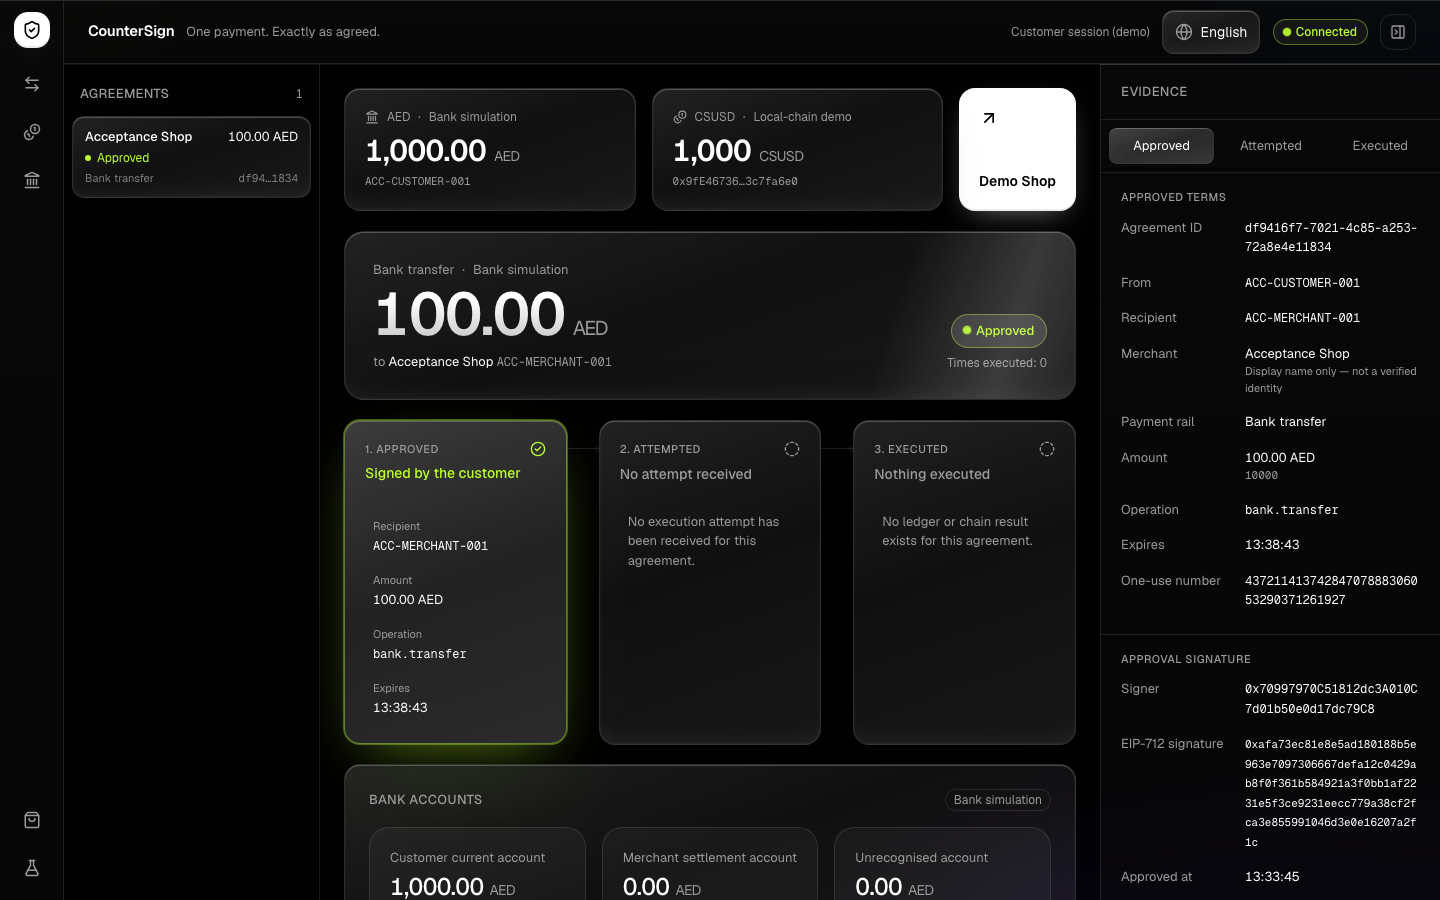 CounterSign One payment. Exactly as agreed.
Customer session (demo)
English
Connected
AGREEMENTS 1
Acceptance Shop 100.00 AED
Approved
Bank transfer df94…1834
AED · Bank simulation
1,000.00 AED
ACC-CUSTOMER-001
CSUSD · Local-chain demo
1,000 CSUSD
0x9fE46736…3c7fa6e0
Demo Shop
Bank transfer · Bank simulation
100.00 AED
to Acceptance Shop ACC-MERCHANT-001
Approved
Times executed: 0
1. APPROVED
Signed by the customer
Recipient
ACC-MERCHANT-001
Amount
100.00 AED
Operation
bank.transfer
Expires
13:38:43
2. ATTEMPTED
No attempt received
No execution attempt has
been received for this
agreement.
3. EXECUTED
Nothing executed
No ledger or chain result
exists for this agreement.
BANK ACCOUNTS
Bank simulation
Customer current account
1,000.00 AED
Merchant settlement account
0.00 AED
Unrecognised account
0.00 AED
EVIDENCE
Approved Attempted Executed
APPROVED TERMS
Agreement ID df9416f7-7021-4c85-a253-
72a8e4e11834
From ACC-CUSTOMER-001
Recipient ACC-MERCHANT-001
Merchant Acceptance Shop
Display name only — not a verified
identity
Payment rail Bank transfer
Amount 100.00 AED
10000
Operation bank.transfer
Expires 13:38:43
One-use number 437211413742847078883060
53290371261927
APPROVAL SIGNATURE
Signer 0x70997970C51812dc3A010C
7d01b50e0d17dc79C8
EIP-712 signature 0xafa73ec81e8e5ad180188b5e
963e7097306667defa12c0429a
b8f0f361b584921a3f0bb1af22
31e5f3ce9231eecc779a38cf2f
ca3e855991046d3e0e16207a2f
1c
Approved at 13:33:45